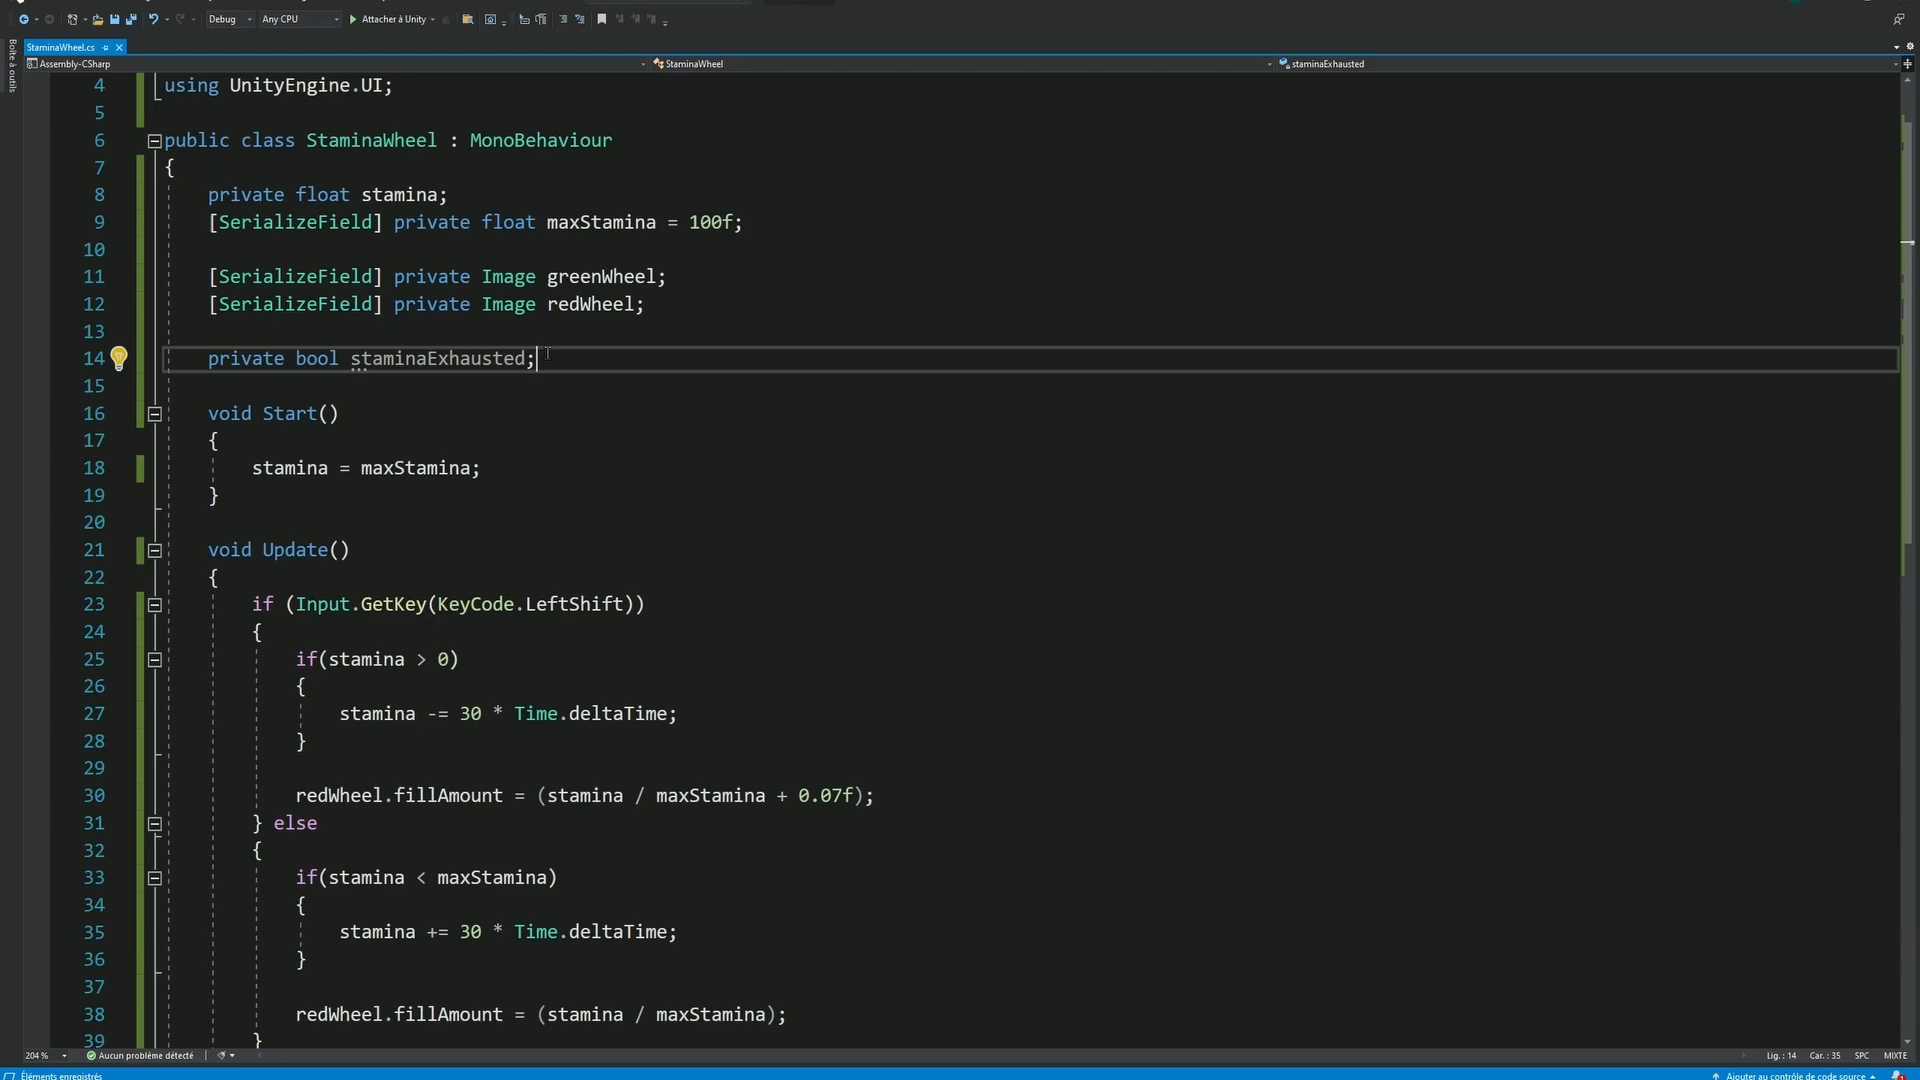 Debug Any CPU Attacher à Unity
Boîte à outils
StaminaWheel.cs
Assembly-CSharp StaminaWheel staminaExhausted
4 using UnityEngine.UI;
5
6 public class StaminaWheel : MonoBehaviour
7 {
8 private float stamina;
9 [SerializeField] private float maxStamina = 100f;
10
11 [SerializeField] private Image greenWheel;
12 [SerializeField] private Image redWheel;
13
14 private bool staminaExhausted;
15
16 void Start()
17 {
18 stamina = maxStamina;
19 }
20
21 void Update()
22 {
23 if (Input.GetKey(KeyCode.LeftShift))
24 {
25 if(stamina > 0)
26 {
27 stamina -= 30 * Time.deltaTime;
28 }
29
30 redWheel.fillAmount = (stamina / maxStamina + 0.07f);
31 } else
32 {
33 if(stamina < maxStamina)
34 {
35 stamina += 30 * Time.deltaTime;
36 }
37
38 redWheel.fillAmount = (stamina / maxStamina);
39 }
204 % Aucun problème détecté Lig. : 14 Car. : 35 SPC MIXTE
Éléments enregistrés Ajouter au contrôle de code source